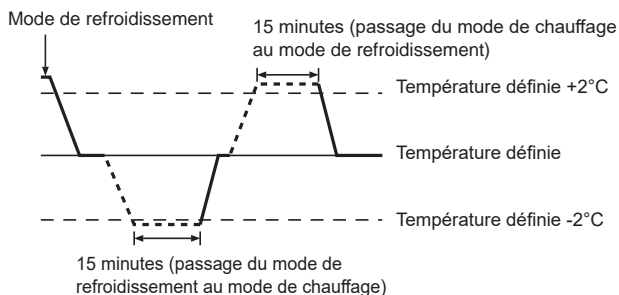 Mode de refroidissement
15 minutes (passage du mode de chauffage
au mode de refroidissement)
Température définie +2°C
Température définie
Température définie -2°C
15 minutes (passage du mode de
refroidissement au mode de chauffage)